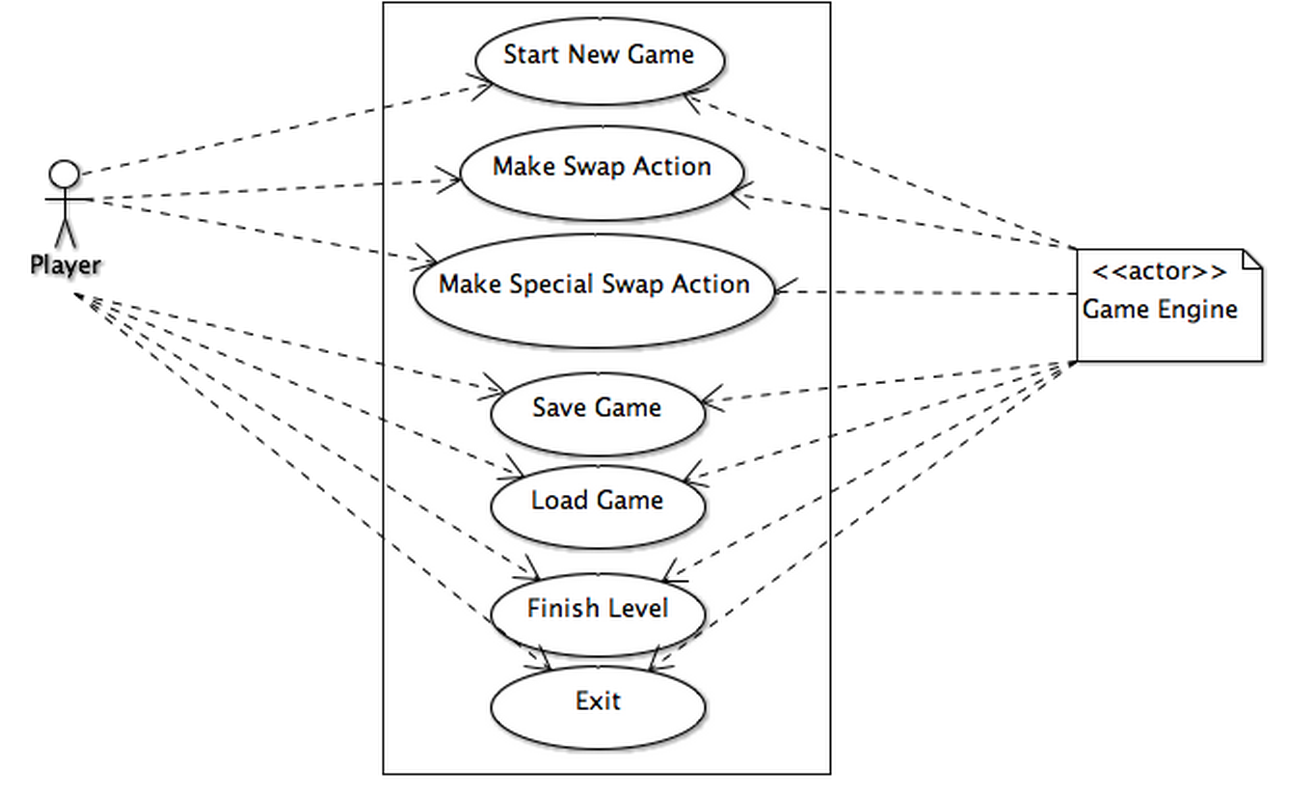 Start New Game
Make Swap Action
Player
Make Special Swap Action
<<actor>>
Game Engine
Save Game
Load Game
Finish Level
Exit